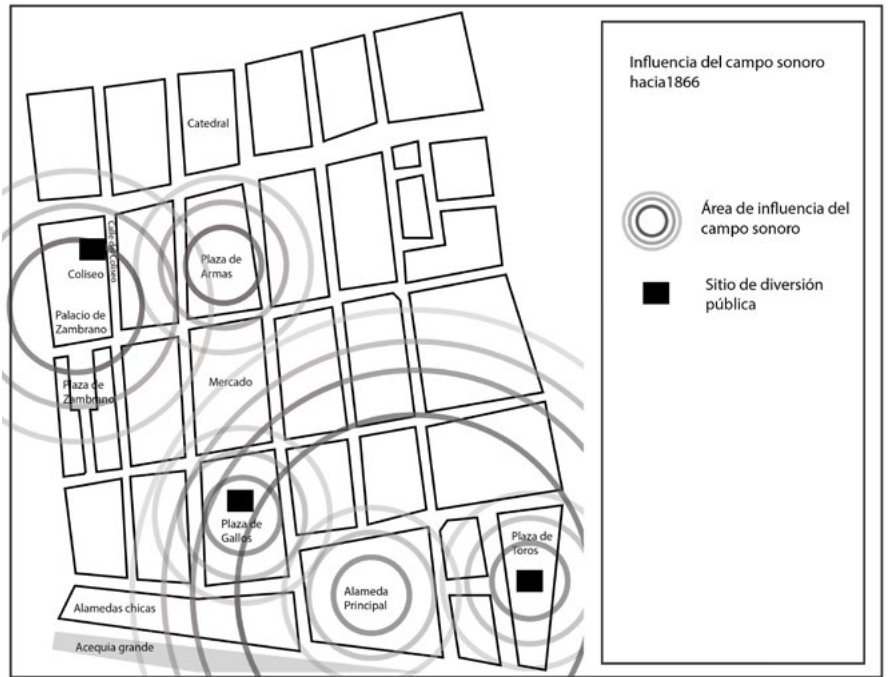 Catedral
Calle del Coliseo
Coliseo
Plaza de
Armas
Palacio de
Zambrano
Plaza de
Zambrano
Mercado
Plaza de
Gallos
Plaza de
Toros
Alameda
Principal
Alamedas chicas
Acequia grande
Influencia del campo sonoro
hacia1866
Área de influencia del
campo sonoro
Sitio de diversión
pública